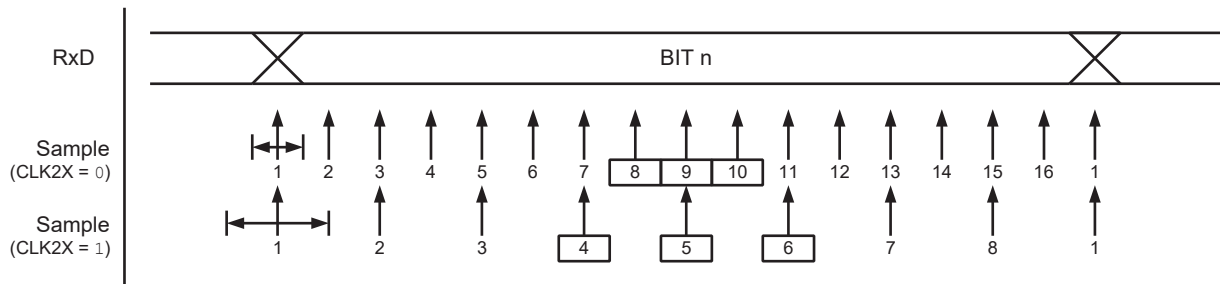 RxD BIT n
Sample
(CLK2X = 0) 1 2 3 4 5 6 7 8 9 10 11 12 13 14 15 16 1
Sample
(CLK2X = 1) 1 2 3 4 5 6 7 8 1